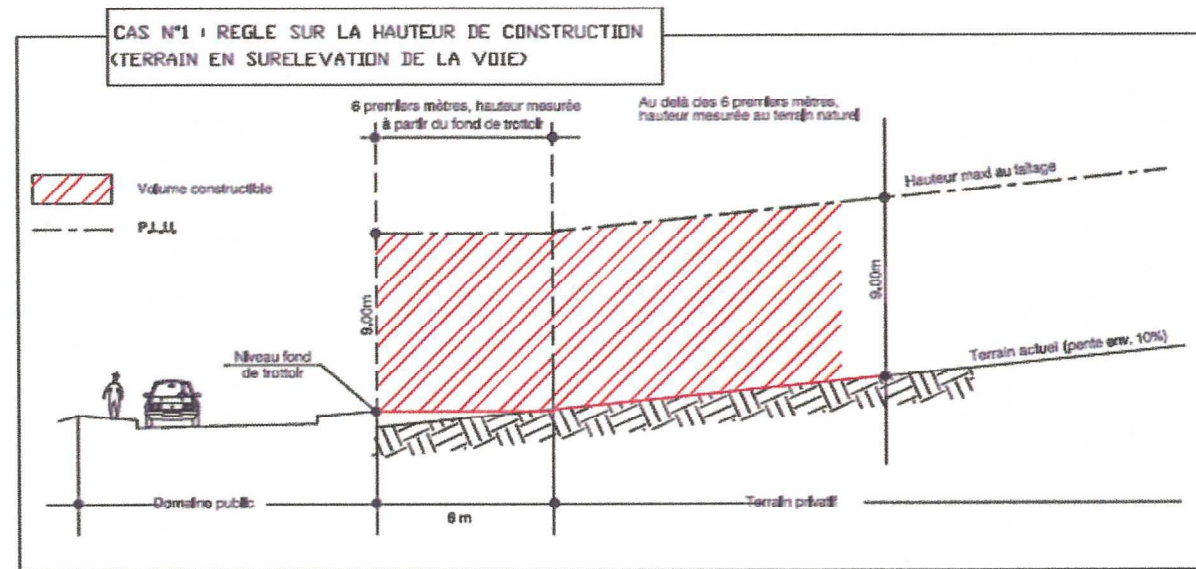 CAS N°1 : REGLE SUR LA HAUTEUR DE CONSTRUCTION
(TERRAIN EN SURELEVATION DE LA VOIE)
6 premiers mètres, hauteur mesurée
à partir du fond de trottoir
Au delà des 6 premiers mètres,
hauteur mesurée au terrain naturel
Volume constructible
P.L.U.
Hauteur maxi au faîtage
9.00m
9.00m
Niveau fond
de trottoir
Terrain actuel (pente env. 10%)
Domaine public
6 m
Terrain privatif